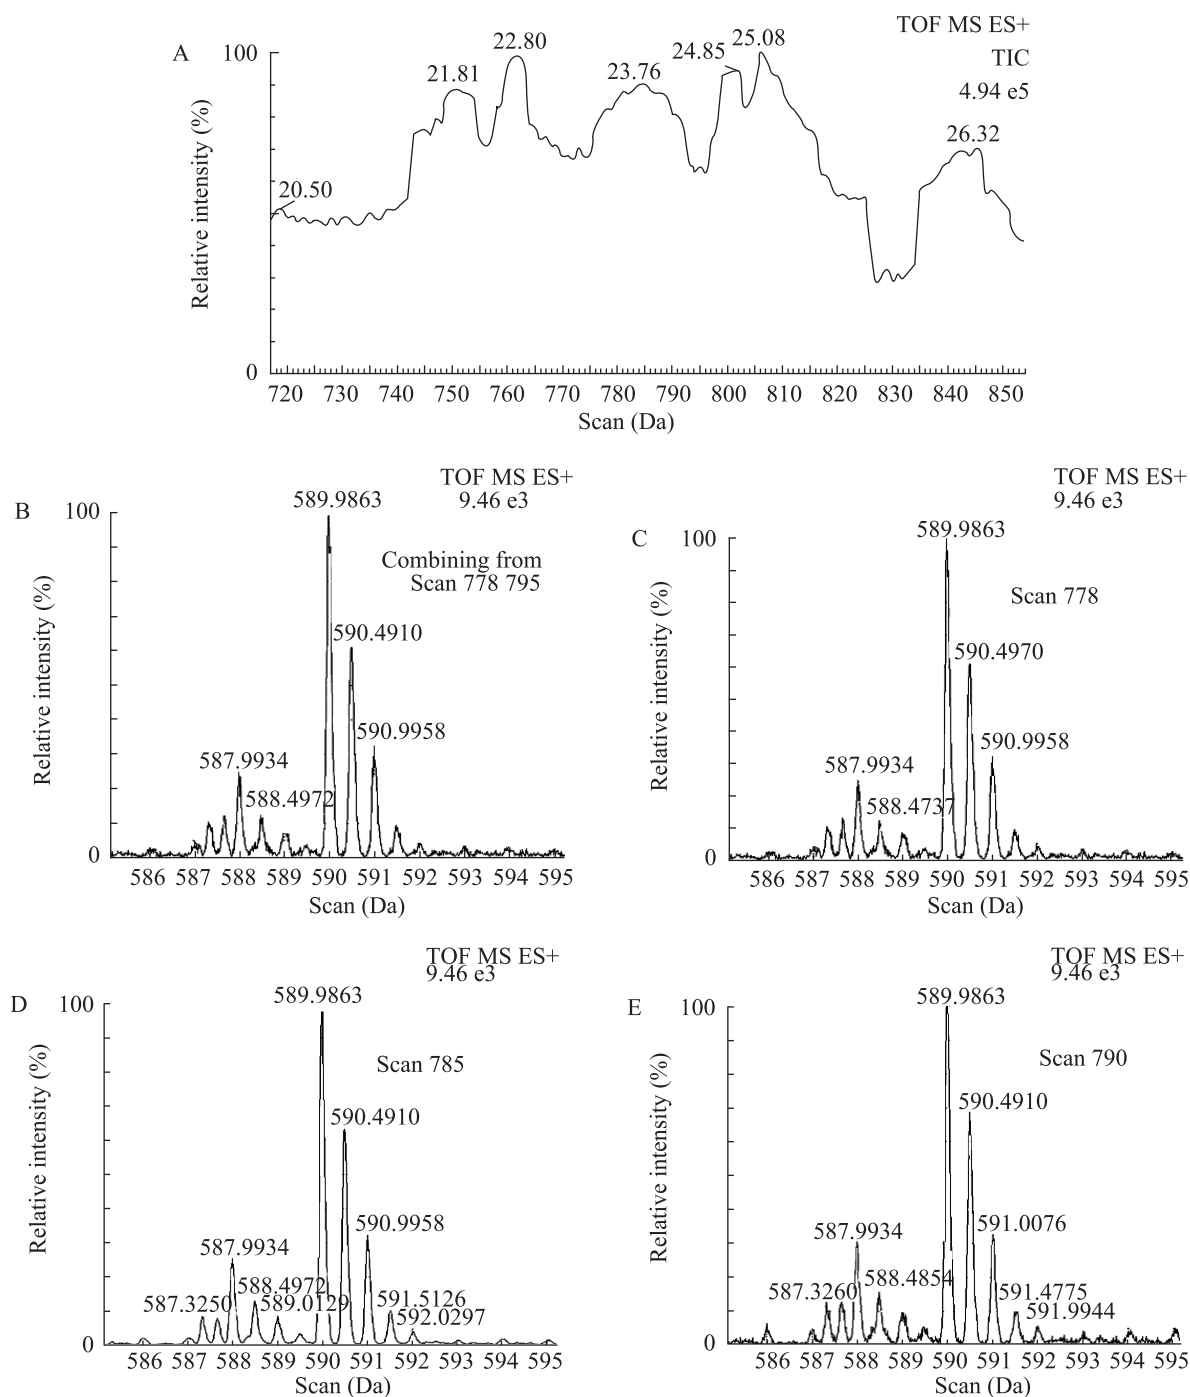 A
TOF MS ES+
TIC
4.94 e5
Relative intensity (%)
100
0
20.50
21.81
22.80
23.76
24.85
25.08
26.32
720 730 740 750 760 770 780 790 800 810 820 830 840 850
Scan (Da)
B
TOF MS ES+
9.46 e3
Combining from
Scan 778 795
Relative intensity (%)
100
0
589.9863
590.4910
590.9958
587.9934
588.4972
586 587 588 589 590 591 592 593 594 595
Scan (Da)
C
TOF MS ES+
9.46 e3
Scan 778
Relative intensity (%)
100
0
589.9863
590.4970
590.9958
587.9934
588.4737
586 587 588 589 590 591 592 593 594 595
Scan (Da)
D
TOF MS ES+
9.46 e3
Scan 785
Relative intensity (%)
100
0
589.9863
590.4910
590.9958
587.9934
588.4972
587.3250
589.0129
591.5126
592.0297
586 587 588 589 590 591 592 593 594 595
Scan (Da)
E
TOF MS ES+
9.46 e3
Scan 790
Relative intensity (%)
100
0
589.9863
590.4910
591.0076
587.9934
588.4854
587.3260
591.4775
591.9944
586 587 588 589 590 591 592 593 594 595
Scan (Da)